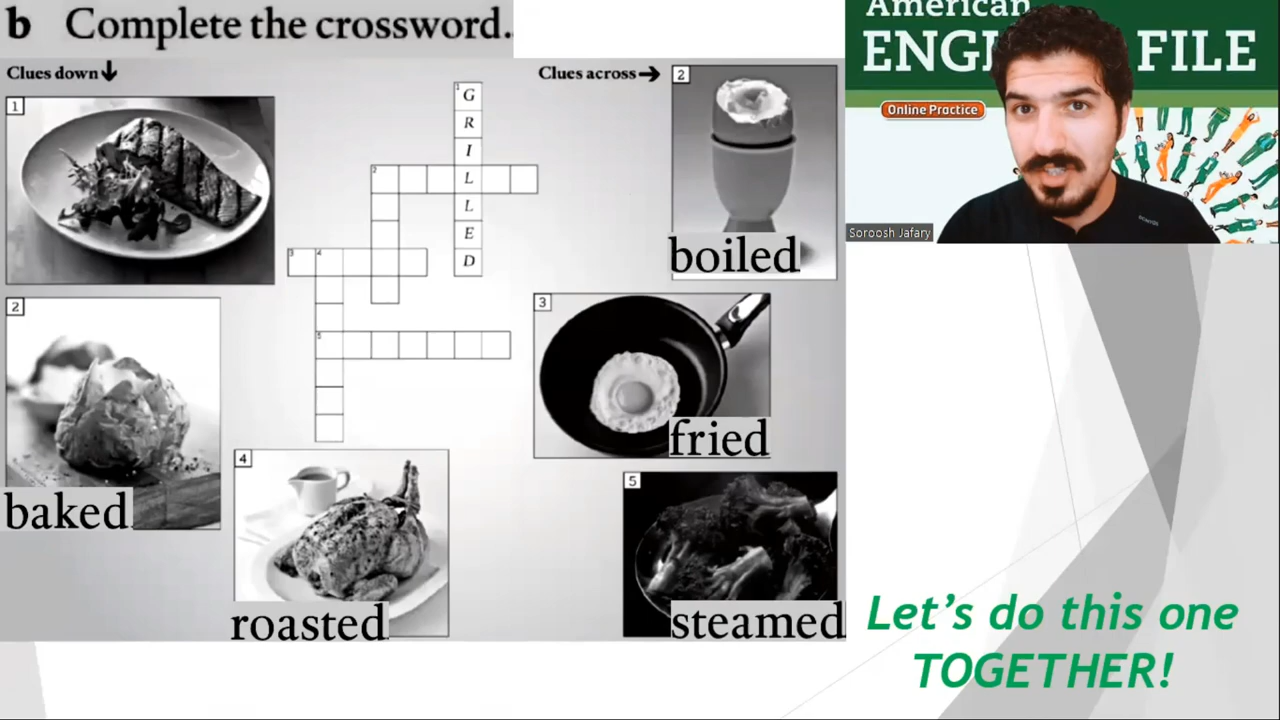 b Complete the crossword.
Clues down
Clues across
1
2
boiled
1
G
R
I
2
L
L
E
3
4
D
2
baked
3
fried
5
4
roasted
5
steamed
American
ENGL FILE
Online Practice
Soroosh Jafary
Let's do this one
TOGETHER!